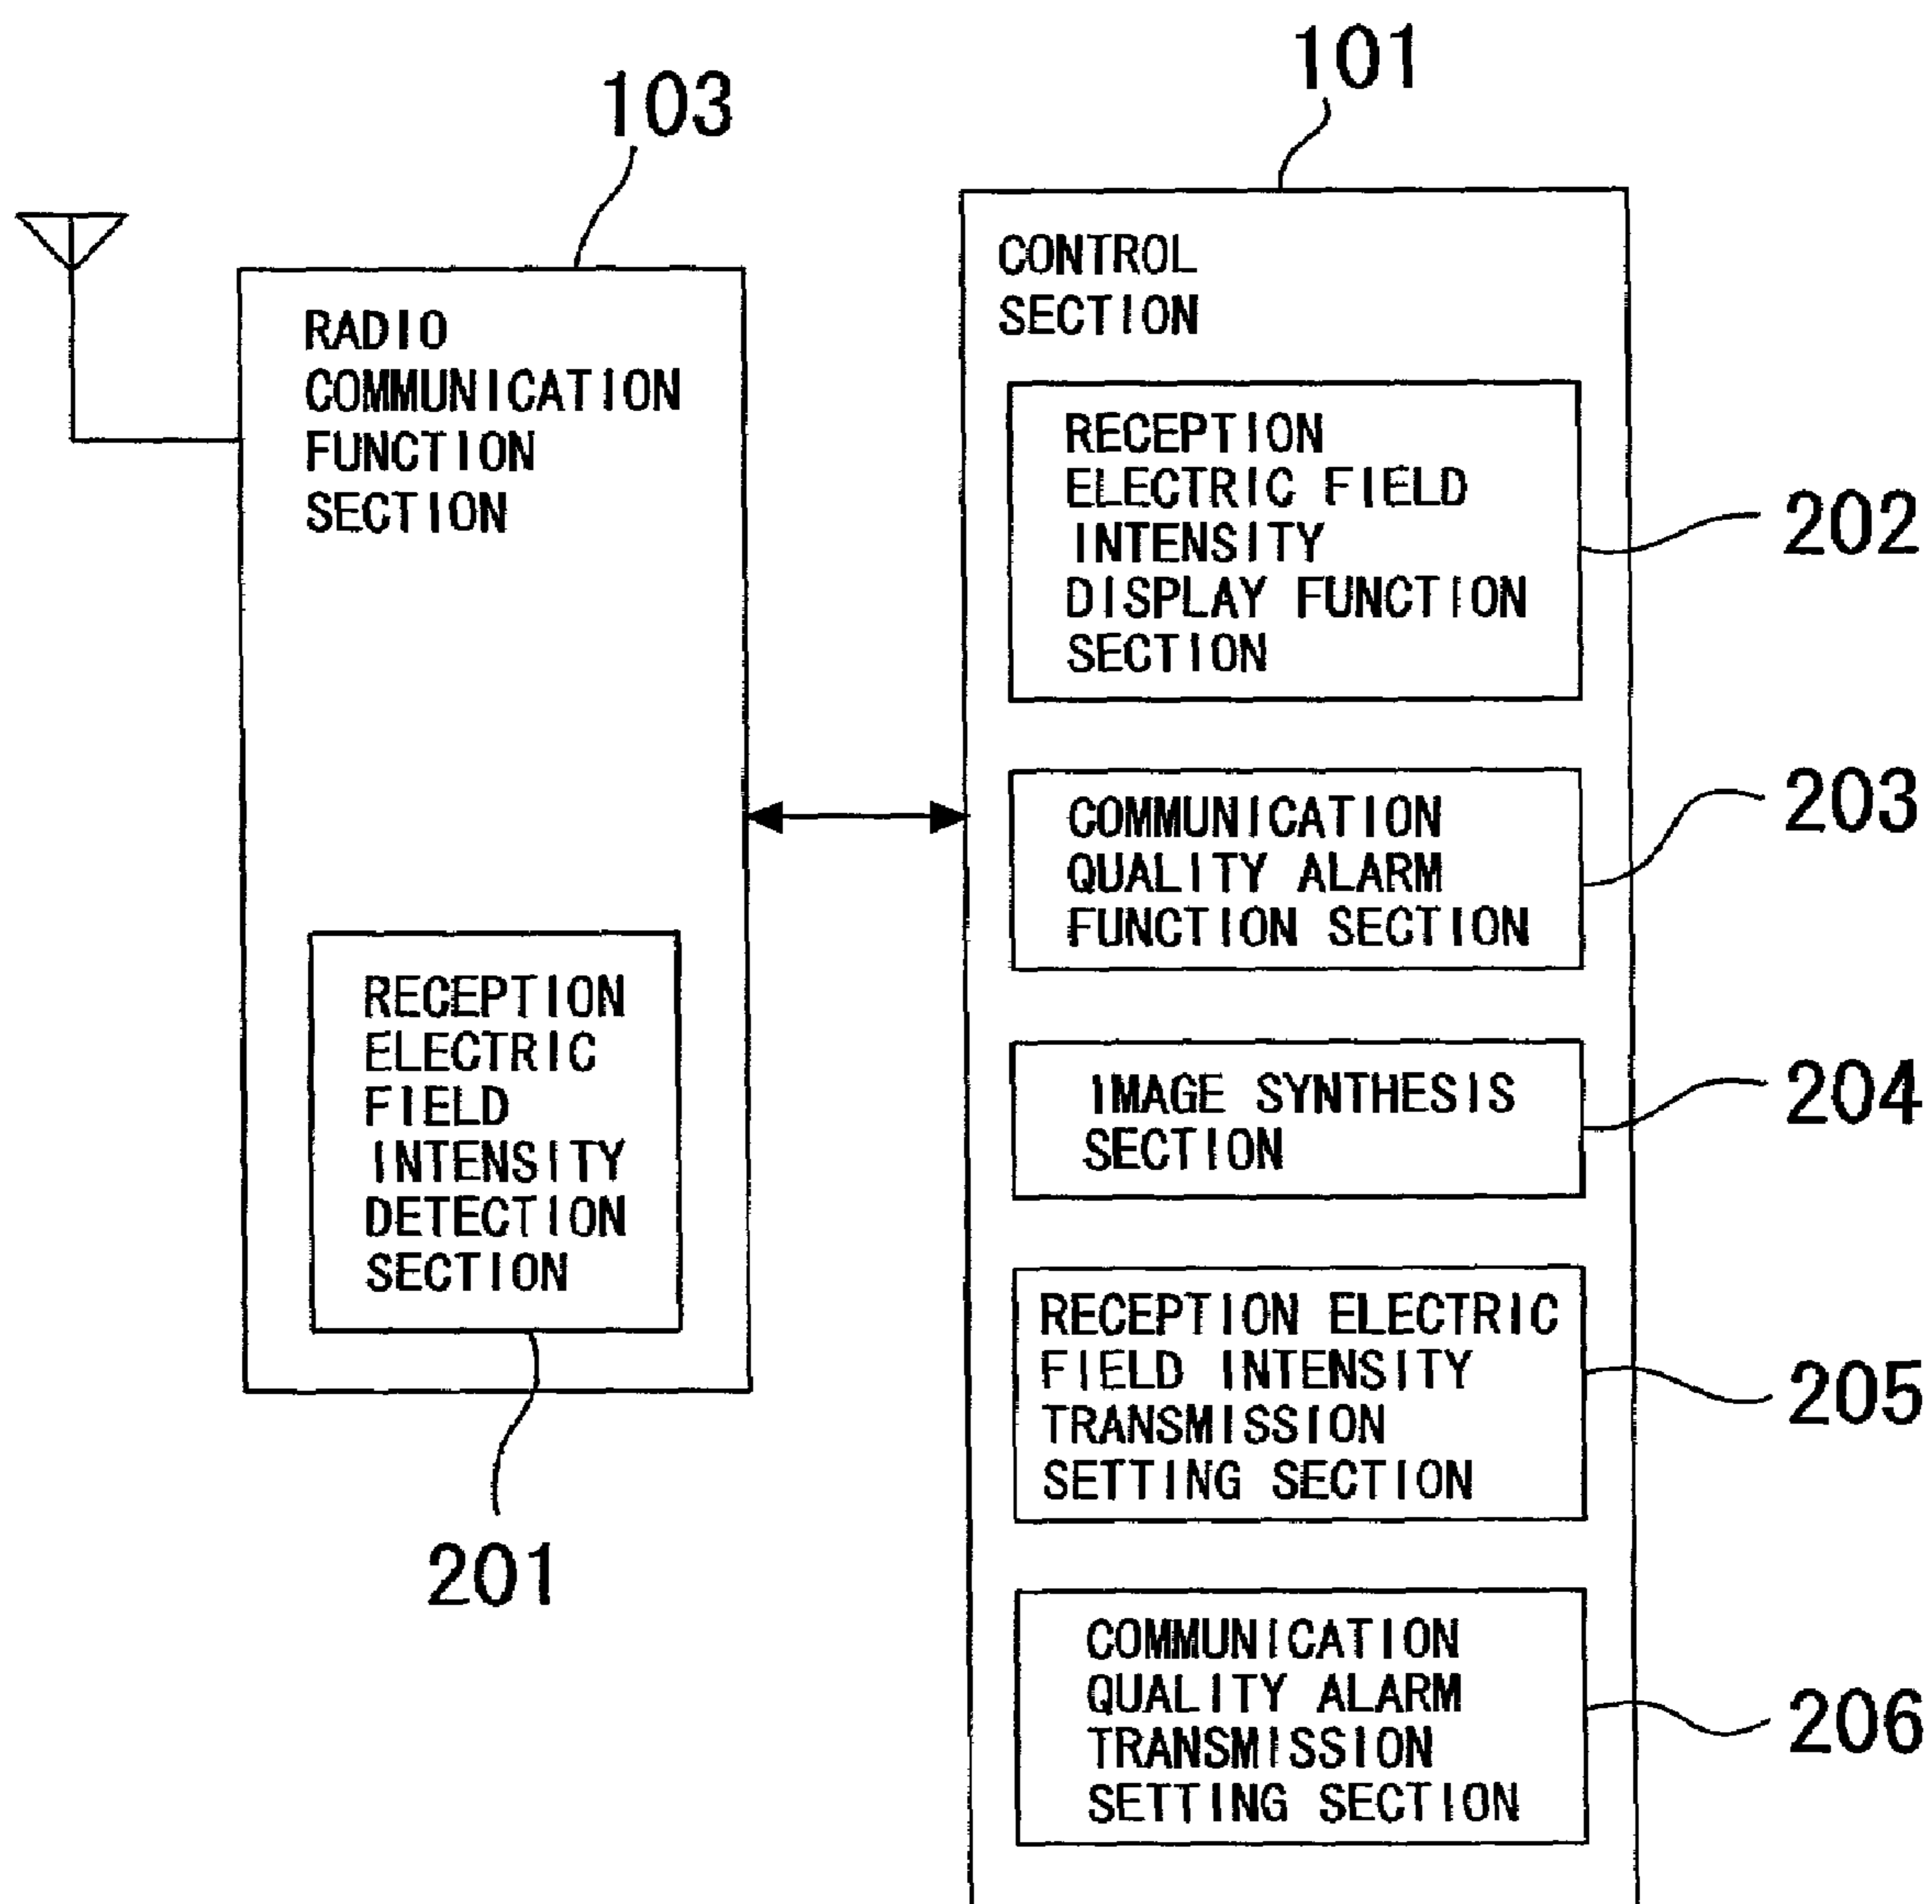 103
RADIO
COMMUNICATION
FUNCTION
SECTION
RECEPTION
ELECTRIC
FIELD
INTENSITY
DETECTION
SECTION
201
101
CONTROL
SECTION
RECEPTION
ELECTRIC FIELD
INTENSITY
DISPLAY FUNCTION
SECTION
202
COMMUNICATION
QUALITY ALARM
FUNCTION SECTION
203
IMAGE SYNTHESIS
SECTION
204
RECEPTION ELECTRIC
FIELD INTENSITY
TRANSMISSION
SETTING SECTION
205
COMMUNICATION
QUALITY ALARM
TRANSMISSION
SETTING SECTION
206